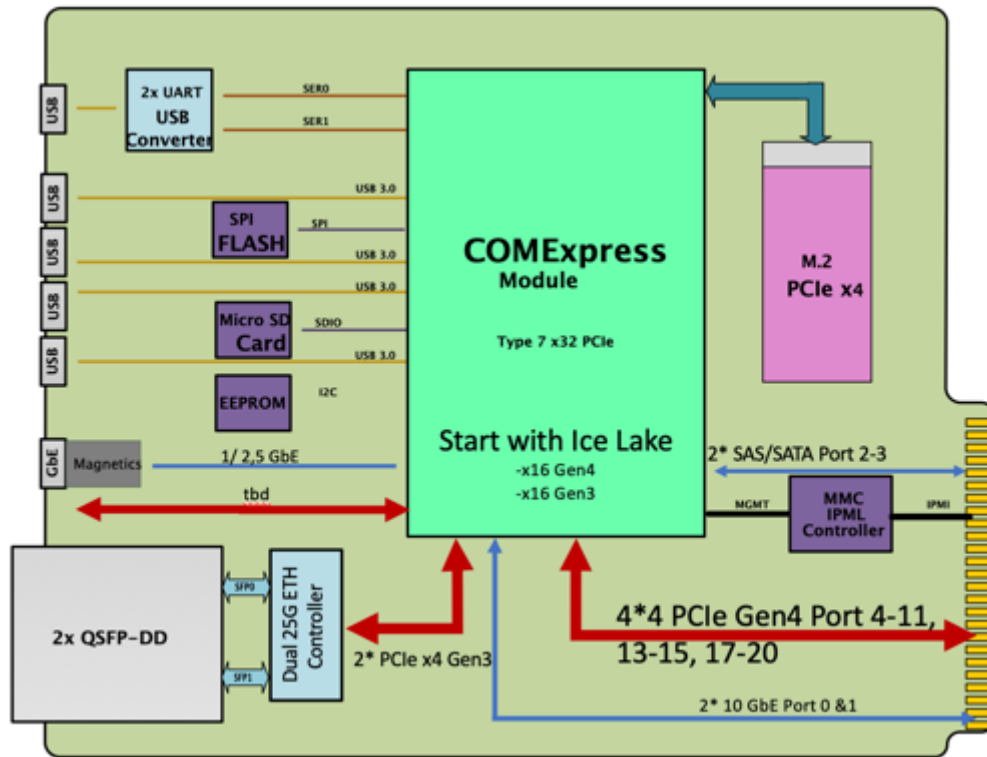 USB
2x UART
USB
Converter
SER0
SER1
USB
USB 3.0
SPI
FLASH
SPI
USB
USB 3.0
USB
USB 3.0
Micro SD
Card
SDIO
USB
USB 3.0
EEPROM
I2C
GbE
Magnetics
1/ 2,5 GbE
tbd
COMExpress
Module
Type 7 x32 PCIe
Start with Ice Lake
-x16 Gen4
-x16 Gen3
M.2
PCIe x4
2* SAS/SATA Port 2-3
MGMT
MMC
IPML
Controller
IPMI
2x QSFP-DD
SFP0
SFP1
Dual 25G ETH
Controller
2* PCIe x4 Gen3
4*4 PCIe Gen4 Port 4-11,
13-15, 17-20
2* 10 GbE Port 0 &1